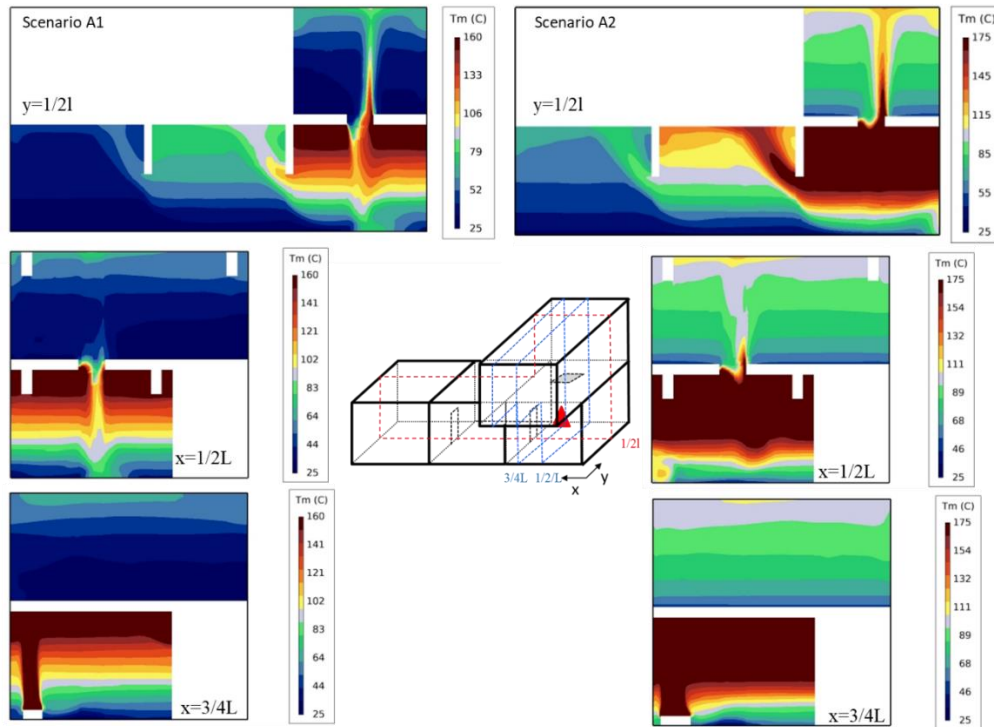 Scenario A1
y=1/2l
Tm (C)
160
133
106
79
52
25
Scenario A2
y=1/2l
Tm (C)
175
145
115
85
55
25
Tm (C)
160
141
121
102
83
64
44
25
x=1/2L
3/4L 1/2/L
x
y
1/2l
Tm (C)
175
154
132
111
89
68
46
25
x=1/2L
Tm (C)
160
141
121
102
83
64
44
25
x=3/4L
Tm (C)
175
154
132
111
89
68
46
25
x=3/4L